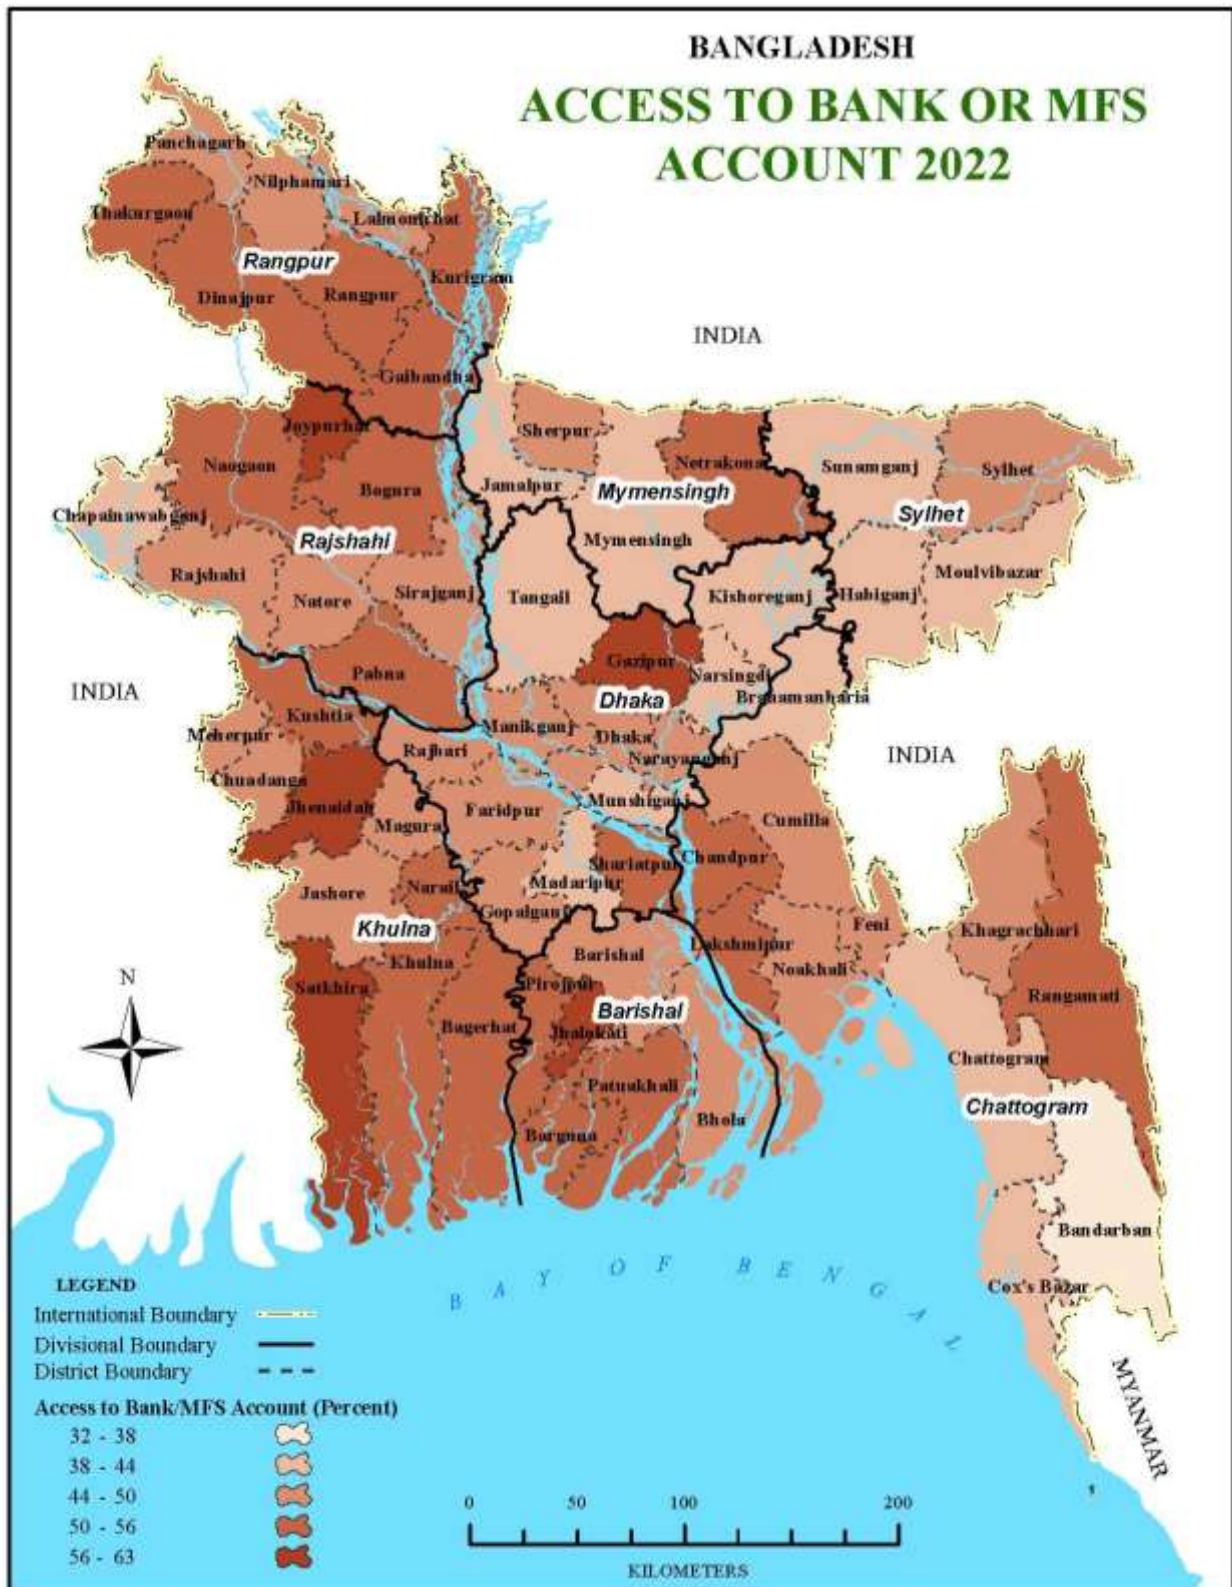 BANGLADESH
ACCESS TO BANK OR MFS
ACCOUNT 2022
Panchagarh
Nilphamari
Thakurgaon
Lalmonirhat
Rangpur
Kurigram
Dinajpur
Rangpur
INDIA
Gaibandha
Joypurhat
Sherpur
Netrakona
Naogaon
Sunamganj
Sylhet
Bogura
Jamalpur
Mymensingh
Chapainawabganj
Sylhet
Rajshahi
Mymensingh
Rajshahi
Moulvibazar
Natore
Sirajganj
Tangail
Kishoreganj
Habiganj
Gazipur
Pabna
Narsingdi
INDIA
Dhaka
Brahamanbaria
Kushtia
Manikganj
Meherpur
Dhaka
Rajbari
Narayanganj
INDIA
Chuadanga
Jhenaidah
Munshiganj
Faridpur
Magura
Cumilla
Shariatpur
Chandpur
Narail
Madaripur
Jashore
Gopalganj
Khulna
Feni
Khagrachhari
Lakshmipur
Barishal
Khulna
Noakhali
N
Satkhira
Pirojpur
Rangamati
Barishal
Bagerhat
Jhalokati
Chattogram
Patuakhali
Chattogram
Bhola
Barguna
Bandarban
BAY OF BENGAL
Cox's Bazar
MYANMAR
LEGEND
International Boundary
Divisional Boundary
District Boundary
Access to Bank/MFS Account (Percent)
32 - 38
38 - 44
44 - 50
50 - 56
56 - 63
0 50 100 200
KILOMETERS